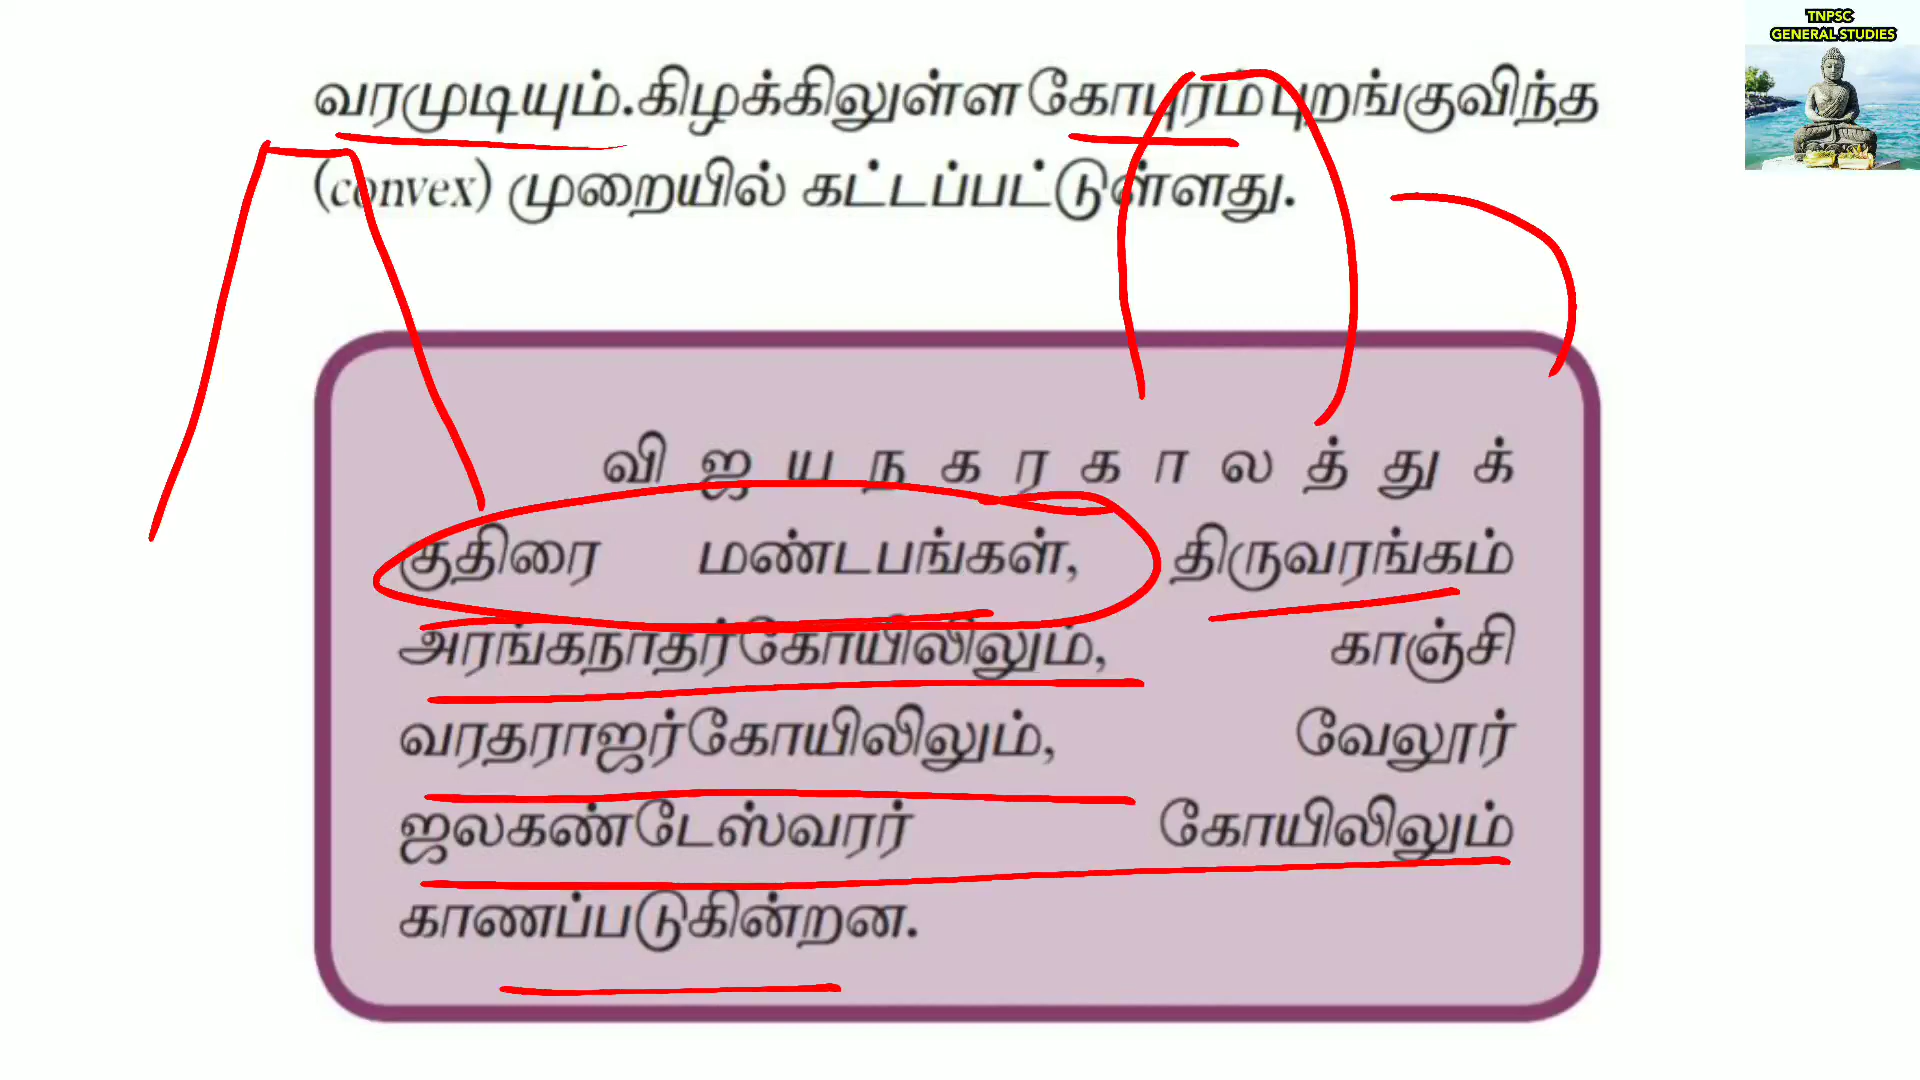 TNPSC
GENERAL STUDIES
வரமுடியும்.கிழக்கிலுள்ள கோபுரம் புறங்குவிந்த
(convex) முறையில் கட்டப்பட்டுள்ளது.
விஜயநகரகாலத்துக்
குதிரை மண்டபங்கள், திருவரங்கம்
அரங்கநாதர்கோயிலிலும், காஞ்சி
வரதராஜர்கோயிலிலும், வேலூர்
ஜலகண்டேஸ்வரர் கோயிலிலும்
காணப்படுகின்றன.